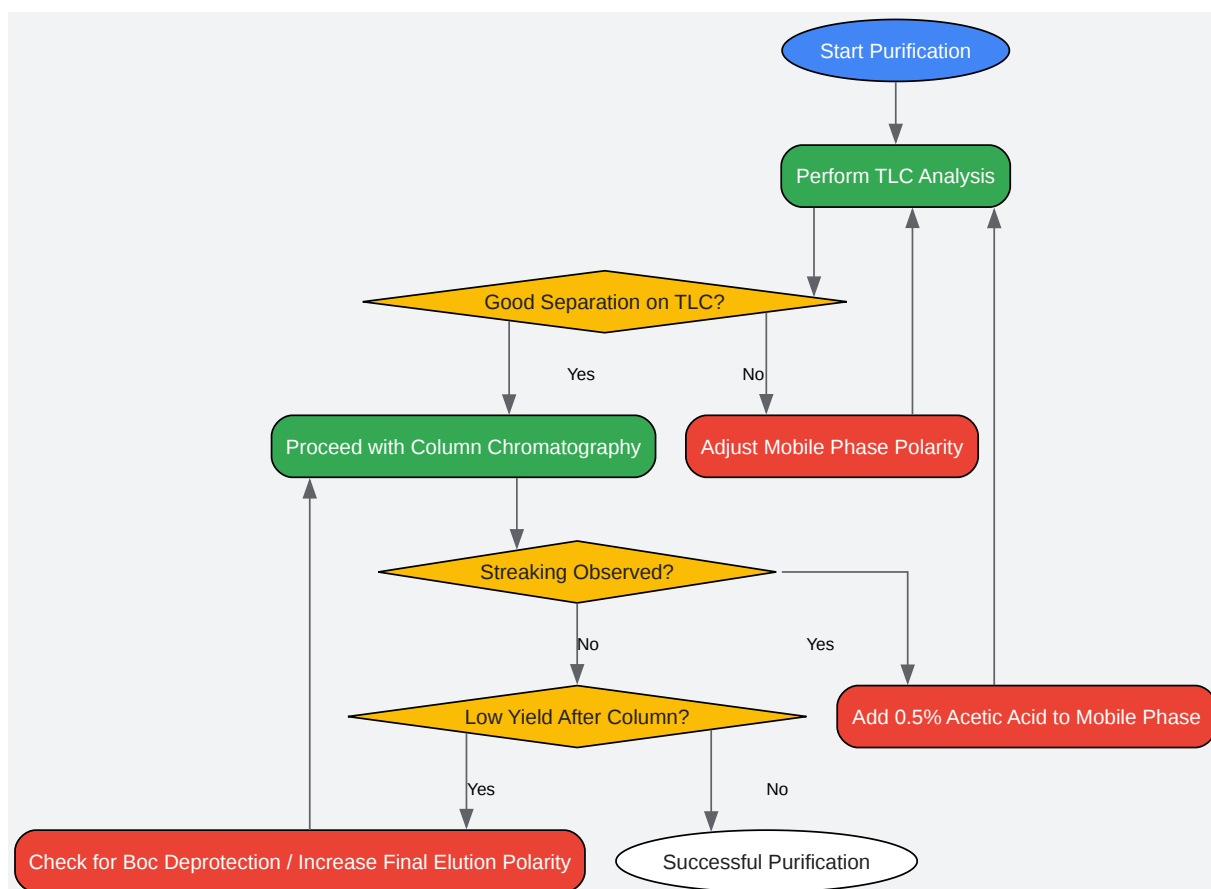 Start Purification
Perform TLC Analysis
Good Separation on TLC?
Yes
No
Proceed with Column Chromatography
Adjust Mobile Phase Polarity
Streaking Observed?
No
Yes
Low Yield After Column?
Add 0.5% Acetic Acid to Mobile Phase
Yes
No
Check for Boc Deprotection / Increase Final Elution Polarity
Successful Purification